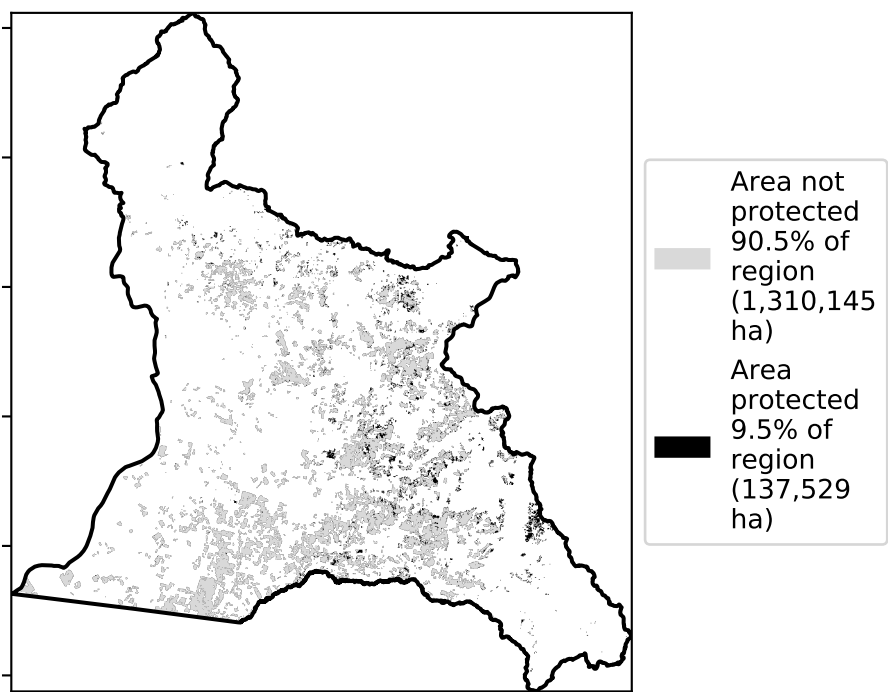 Area not
protected
90.5% of
region
(1,310,145
ha)
Area
protected
9.5% of
region
(137,529
ha)